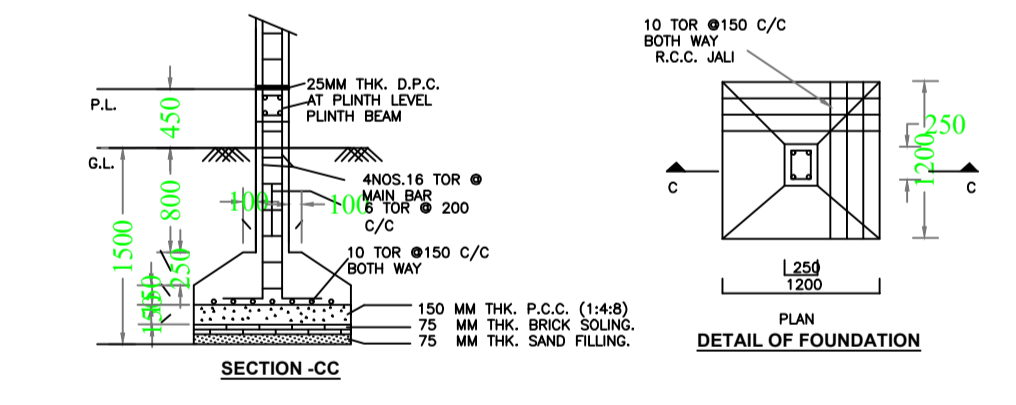 10 TOR @150 C/C
BOTH WAY
R.C.C. JALI
25MM THK. D.P.C.
AT PLINTH LEVEL
PLINTH BEAM
P.L.
450
G.L.
4NOS.16 TOR @
MAIN BAR
6 TOR @ 200
C/C
100
100
800
1500
250
10 TOR @150 C/C
BOTH WAY
150 MM THK. P.C.C. (1:4:8)
75 MM THK. BRICK SOLING.
75 MM THK. SAND FILLING.
SECTION -CC
250
1200
C
C
250
1200
PLAN
DETAIL OF FOUNDATION